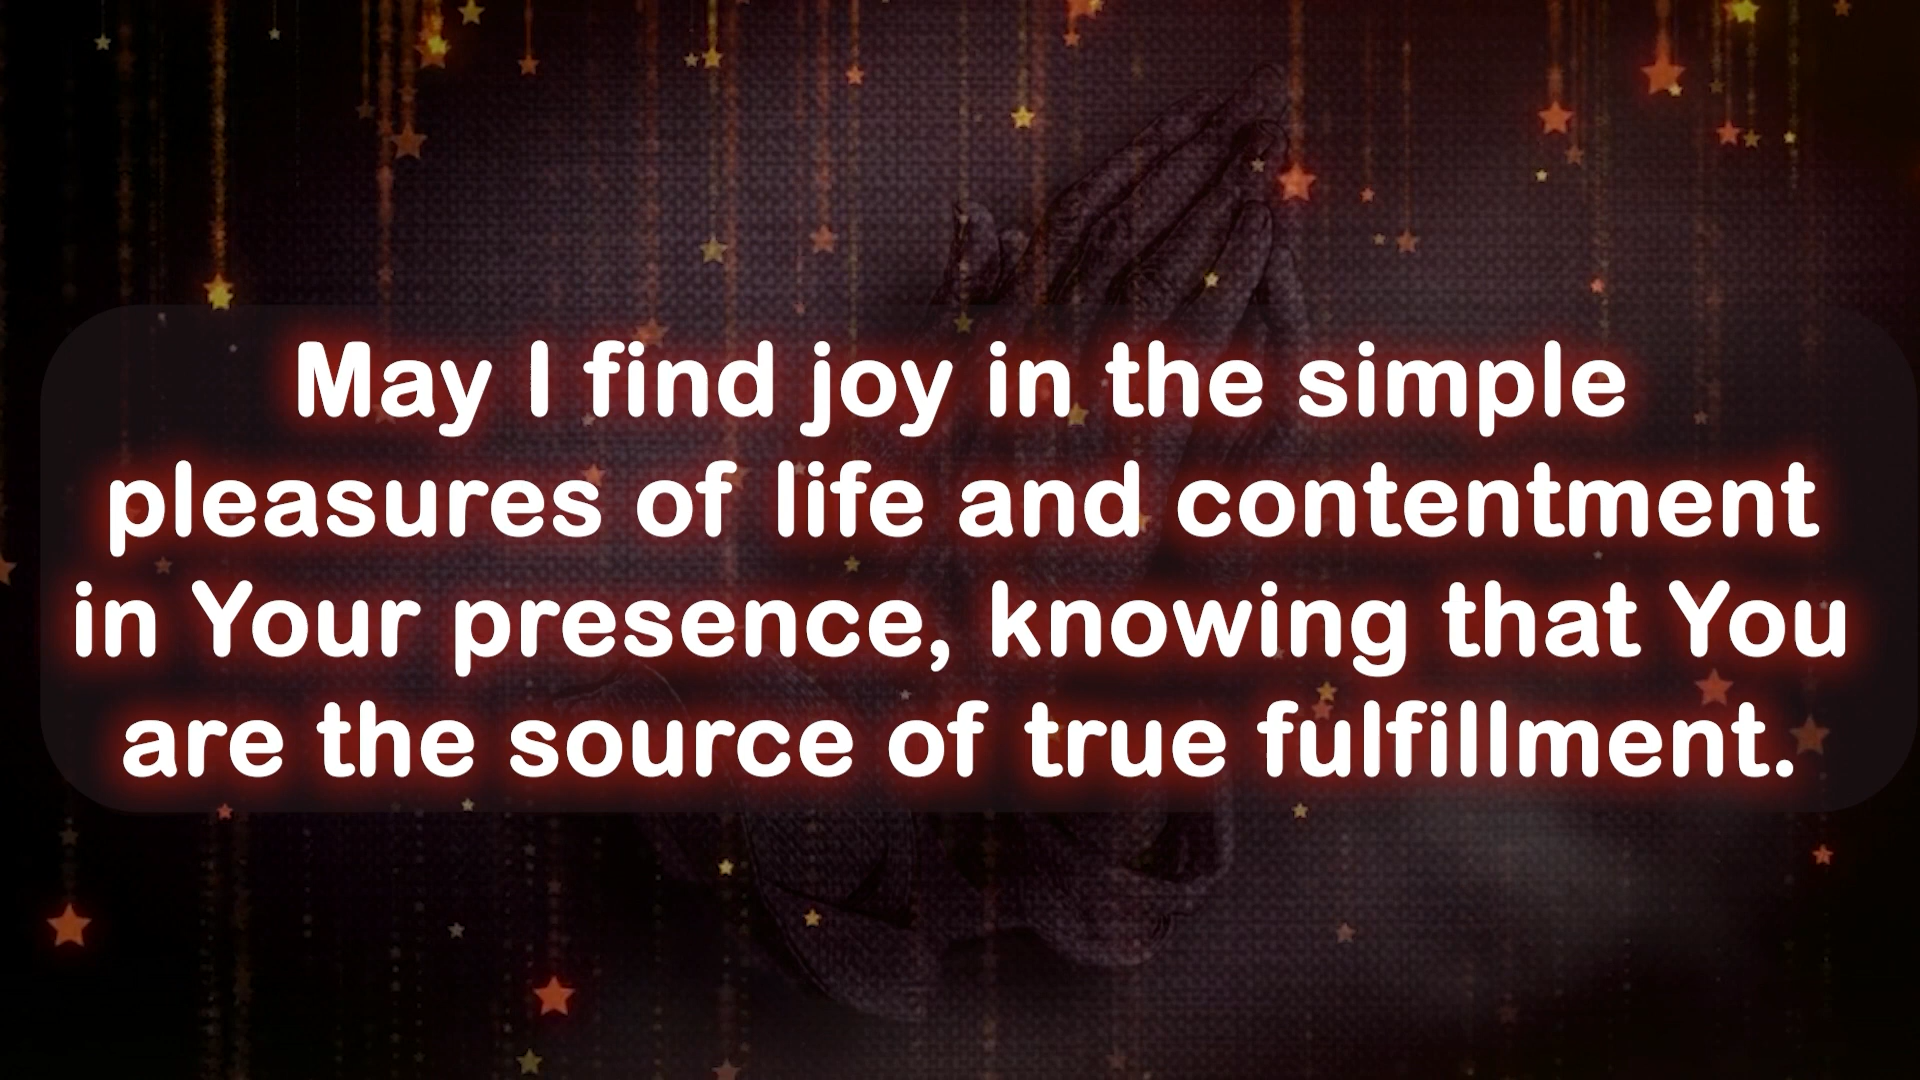 May I find joy in the simple
pleasures of life and contentment
in Your presence, knowing that You
are the source of true fulfillment.